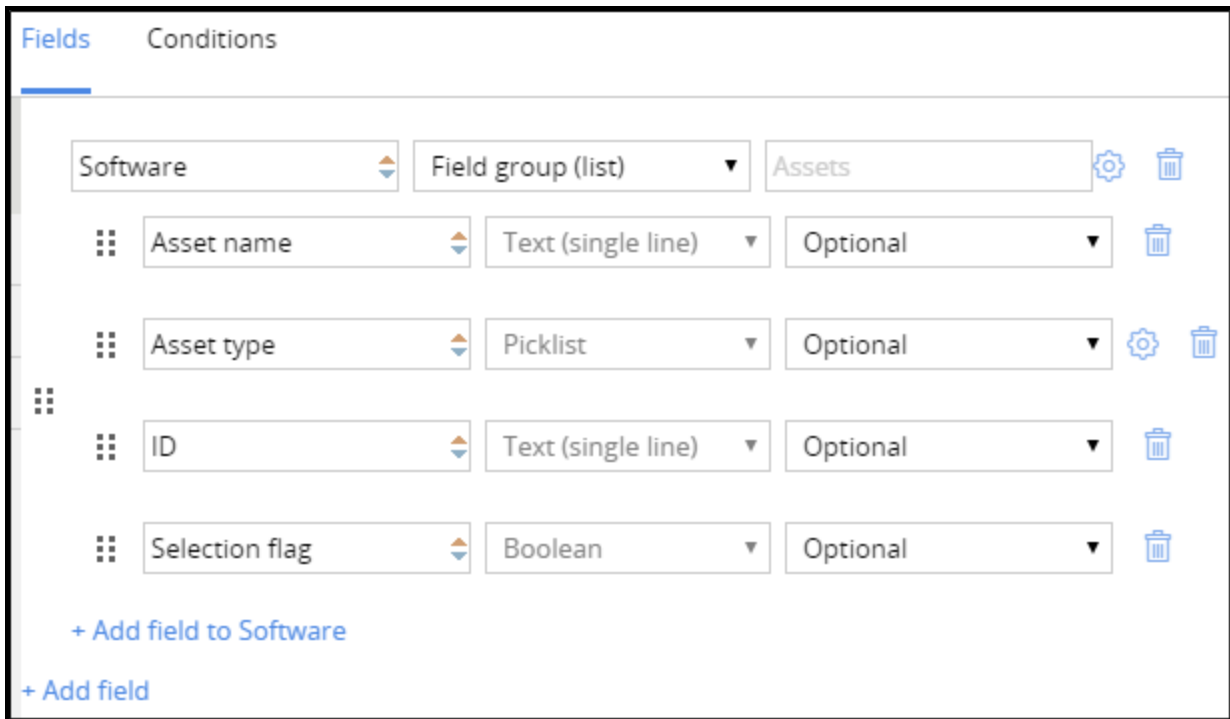 Fields Conditions
Software Field group (list) Assets
Asset name Text (single line) Optional
Asset type Picklist Optional
ID Text (single line) Optional
Selection flag Boolean Optional
+ Add field to Software
+ Add field